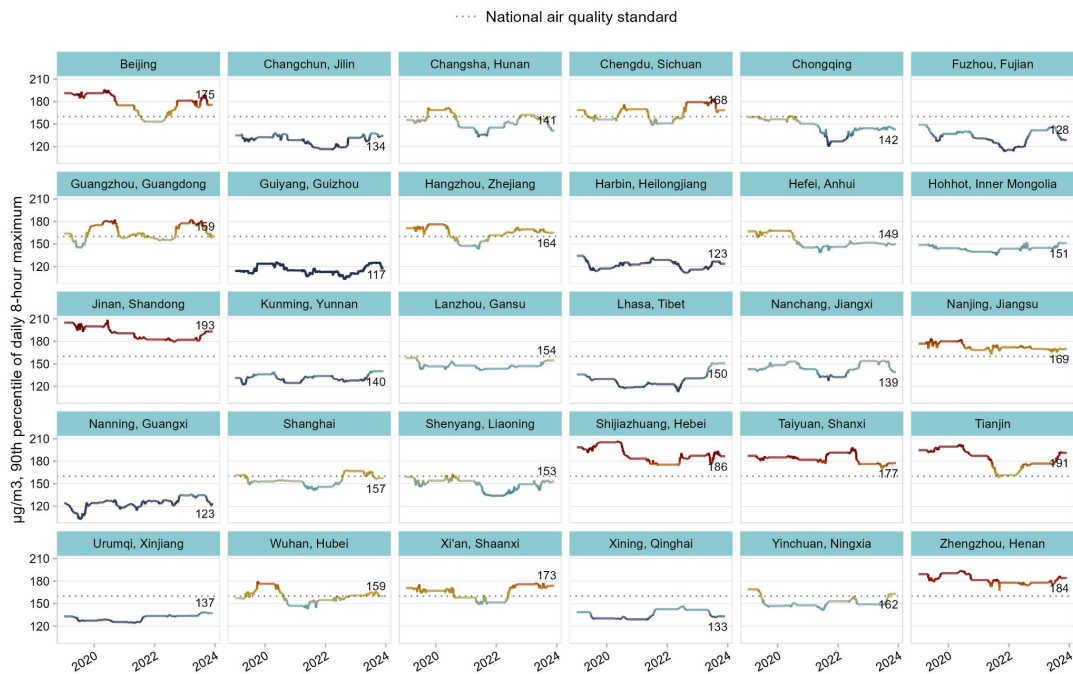 National air quality standard
µg/m3, 90th percentile of daily 8-hour maximum
Beijing
Changchun, Jilin
Changsha, Hunan
Chengdu, Sichuan
Chongqing
Fuzhou, Fujian
210
180
150
120
175
134
141
168
142
128
Guangzhou, Guangdong
Guiyang, Guizhou
Hangzhou, Zhejiang
Harbin, Heilongjiang
Hefei, Anhui
Hohhot, Inner Mongolia
210
180
150
120
159
117
164
123
149
151
Jinan, Shandong
Kunming, Yunnan
Lanzhou, Gansu
Lhasa, Tibet
Nanchang, Jiangxi
Nanjing, Jiangsu
210
180
150
120
193
140
154
150
139
169
Nanning, Guangxi
Shanghai
Shenyang, Liaoning
Shijiazhuang, Hebei
Taiyuan, Shanxi
Tianjin
210
180
150
120
123
157
153
186
177
191
Urumqi, Xinjiang
Wuhan, Hubei
Xi'an, Shaanxi
Xining, Qinghai
Yinchuan, Ningxia
Zhengzhou, Henan
210
180
150
120
137
159
173
133
162
184
2020
2022
2024
2020
2022
2024
2020
2022
2024
2020
2022
2024
2020
2022
2024
2020
2022
2024